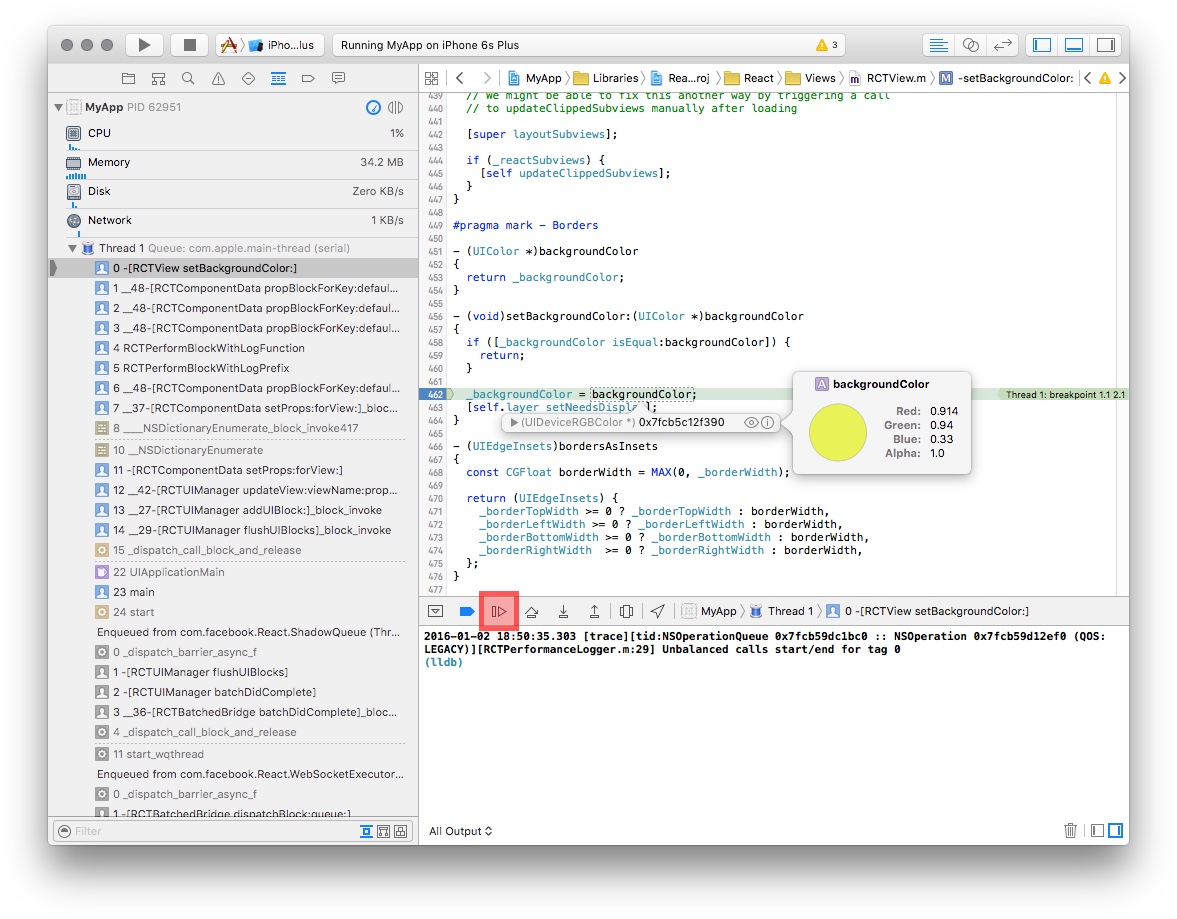 iPho...lus
Running MyApp on iPhone 6s Plus
3
MyApp
Libraries
Rea...roj
React
Views
RCTView.m
M
-setBackgroundColor:
MyApp PID 62951
CPU
1%
Memory
34.2 MB
Disk
Zero KB/s
Network
1 KB/s
Thread 1 Queue: com.apple.main-thread (serial)
0 -[RCTView setBackgroundColor:]
1 __48-[RCTComponentData propBlockForKey:defaul...
2 __48-[RCTComponentData propBlockForKey:defaul...
3 __48-[RCTComponentData propBlockForKey:defaul...
4 RCTPerformBlockWithLogFunction
5 RCTPerformBlockWithLogPrefix
6 __48-[RCTComponentData propBlockForKey:defaul...
7 __37-[RCTComponentData setProps:forView:]_bloc...
8 ____NSDictionaryEnumerate_block_invoke417
10 __NSDictionaryEnumerate
11 -[RCTComponentData setProps:forView:]
12 __42-[RCTUIManager updateView:viewName:prop...
13 __27-[RCTUIManager addUIBlock:]_block_invoke
14 __29-[RCTUIManager flushUIBlocks]_block_invoke
15 _dispatch_call_block_and_release
22 UIApplicationMain
23 main
24 start
Enqueued from com.facebook.React.ShadowQueue (Thr...
0 _dispatch_barrier_async_f
1 -[RCTUIManager flushUIBlocks]
2 -[RCTUIManager batchDidComplete]
3 __36-[RCTBatchedBridge batchDidComplete]_bloc...
4 _dispatch_call_block_and_release
11 start_wqthread
Enqueued from com.facebook.React.WebSocketExecutor...
0 _dispatch_barrier_async_f
1 -[RCTBatchedBridge dispatchBlock:queue:]
Filter
439 // We might be able to fix this another way by triggering a call
440 // to updateClippedSubviews manually after loading
441
442 [super layoutSubviews];
443
444 if (_reactSubviews) {
445 [self updateClippedSubviews];
446 }
447 }
448
449 #pragma mark - Borders
450
451 - (UIColor *)backgroundColor
452 {
453 return _backgroundColor;
454 }
455
456 - (void)setBackgroundColor:(UIColor *)backgroundColor
457 {
458 if ([_backgroundColor isEqual:backgroundColor]) {
459 return;
460 }
461
462 _backgroundColor = backgroundColor;
Thread 1: breakpoint 1.1 2.1
463 [self.layer setNeedsDispla ];
464 }
(UIDeviceRGBColor *) 0x7fcb5c12f390
465
466 - (UIEdgeInsets)bordersAsInsets
467 {
468 const CGFloat borderWidth = MAX(0, _borderWidth);
469
470 return (UIEdgeInsets) {
471 _borderTopWidth >= 0 ? _borderTopWidth : borderWidth,
472 _borderLeftWidth >= 0 ? _borderLeftWidth : borderWidth,
473 _borderBottomWidth >= 0 ? _borderBottomWidth : borderWidth,
474 _borderRightWidth >= 0 ? _borderRightWidth : borderWidth,
475 };
476 }
477
A backgroundColor
Red: 0.914
Green: 0.94
Blue: 0.33
Alpha: 1.0
MyApp
Thread 1
0 -[RCTView setBackgroundColor:]
2016-01-02 18:50:35.303 [trace][tid:NSOperationQueue 0x7fcb59dc1bc0 :: NSOperation 0x7fcb59d12ef0 (QOS:
LEGACY)][RCTPerformanceLogger.m:29] Unbalanced calls start/end for tag 0
(lldb)
All Output